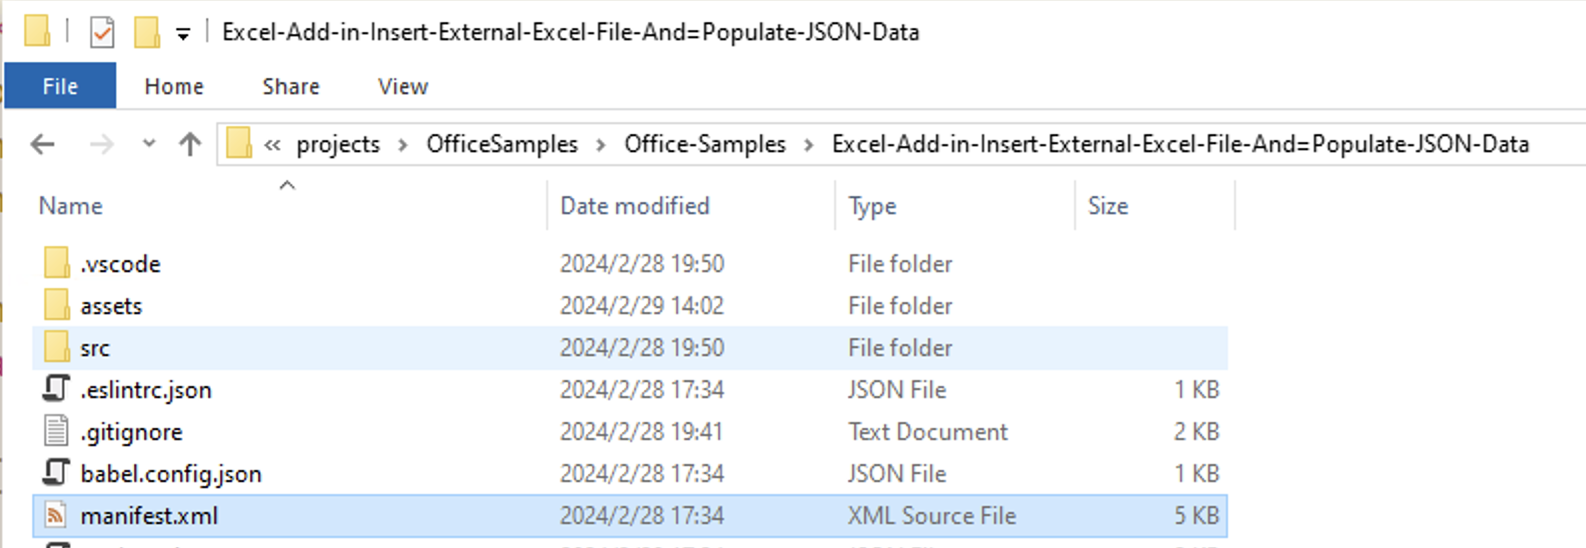 Excel-Add-in-Insert-External-Excel-File-And=Populate-JSON-Data
File Home Share View
« projects > OfficeSamples > Office-Samples > Excel-Add-in-Insert-External-Excel-File-And=Populate-JSON-Data
Name Date modified Type Size
.vscode 2024/2/28 19:50 File folder
assets 2024/2/29 14:02 File folder
src 2024/2/28 19:50 File folder
.eslintrc.json 2024/2/28 17:34 JSON File 1 KB
.gitignore 2024/2/28 19:41 Text Document 2 KB
babel.config.json 2024/2/28 17:34 JSON File 1 KB
manifest.xml 2024/2/28 17:34 XML Source File 5 KB